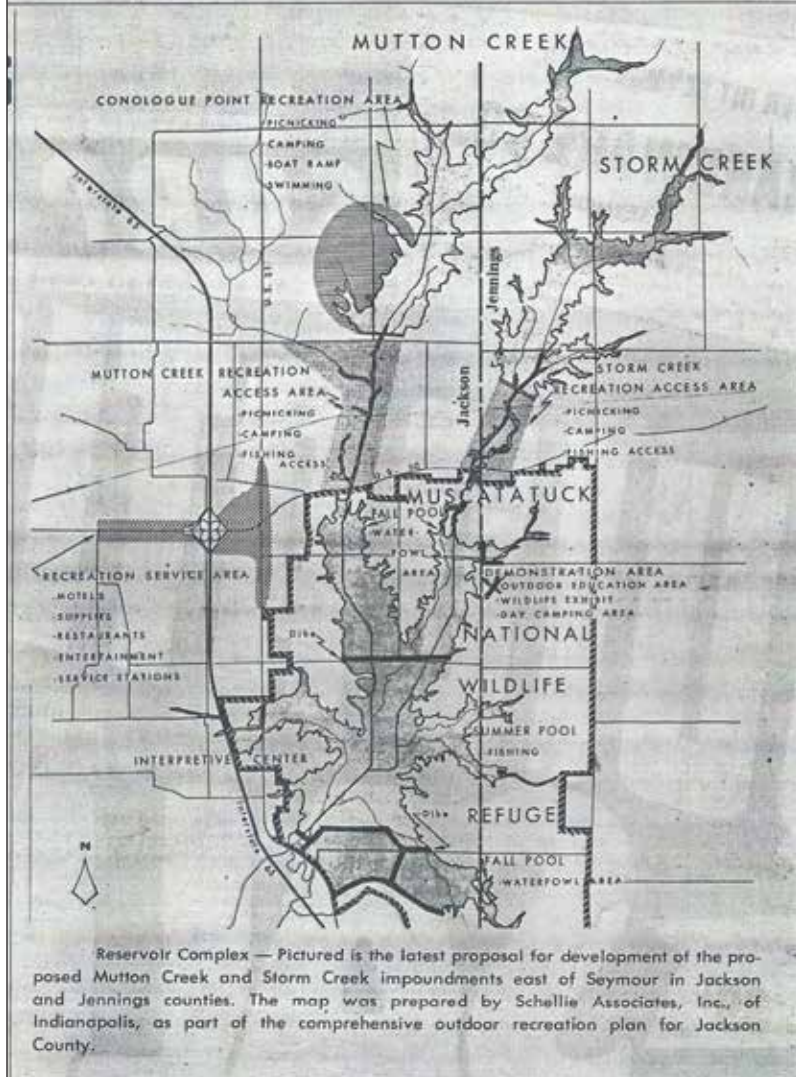 MUTTON CREEK
CONOLOGUE POINT RECREATION AREA
-PICNICKING
-CAMPING
-BOAT RAMP
-SWIMMING
STORM CREEK
Interstate 65
U.S. 31
Jennings
Jackson
MUTTON CREEK RECREATION
ACCESS AREA
-PICNICKING
-CAMPING
-FISHING
ACCESS
STORM CREEK
RECREATION ACCESS AREA
-PICNICKING
-CAMPING
-FISHING ACCESS
U.S. 50
MUSCATATUCK
FALL POOL
-WATER-
FOWL
AREA
RECREATION SERVICE AREA
-MOTELS
-SUPPLIES
-RESTAURANTS
-ENTERTAINMENT
-SERVICE STATIONS
DEMONSTRATION AREA
-OUTDOOR EDUCATION AREA
-WILDLIFE EXHIBIT
-DAY CAMPING AREA
Dike
NATIONAL
WILDLIFE
SUMMER POOL
-FISHING
INTERPRETIVE CENTER
Interstate 65
Dike
REFUGE
N
FALL POOL
-WATERFOWL AREA
Reservoir Complex — Pictured is the latest proposal for development of the pro-
posed Mutton Creek and Storm Creek impoundments east of Seymour in Jackson
and Jennings counties. The map was prepared by Schellie Associates, Inc., of
Indianapolis, as part of the comprehensive outdoor recreation plan for Jackson
County.